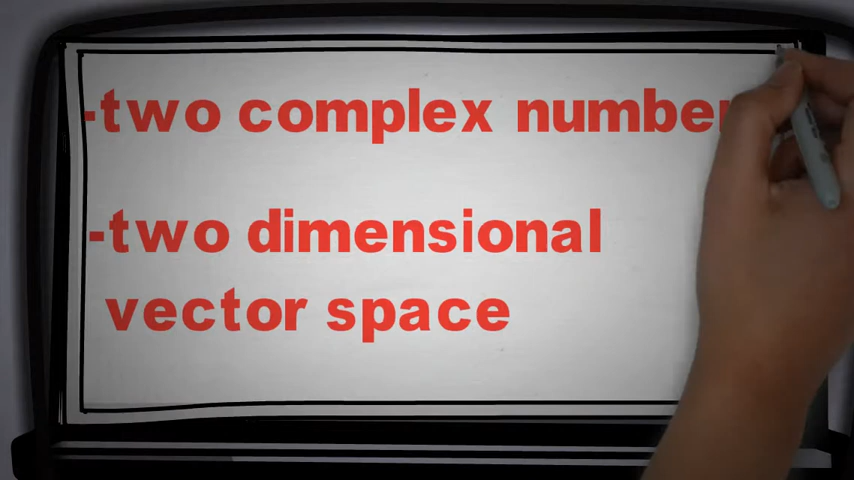 -two complex number
-two dimensional
vector space